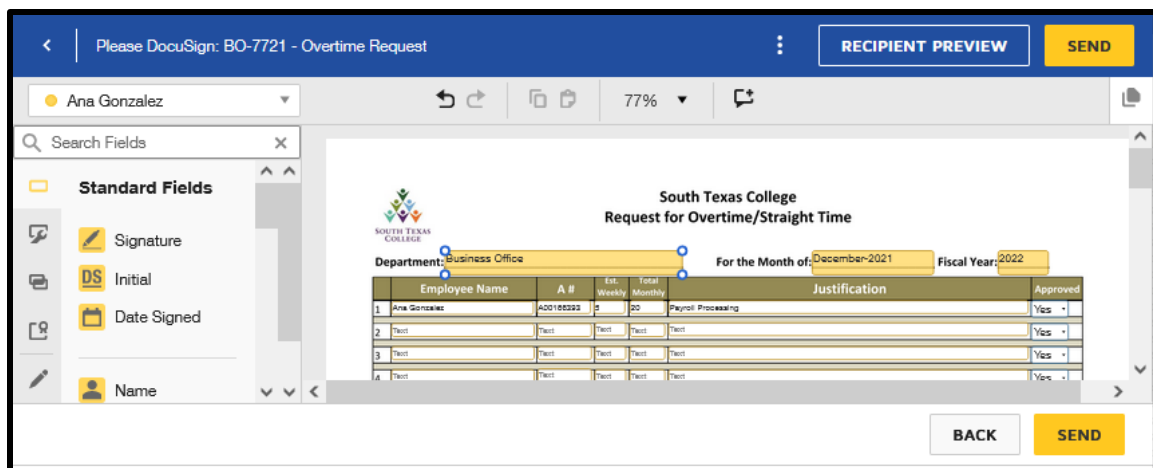 Please DocuSign: BO-7721 - Overtime Request
RECIPIENT PREVIEW
SEND
Ana Gonzalez
77%
Search Fields
Standard Fields
Signature
DS Initial
Date Signed
Name
SOUTH TEXAS
COLLEGE
South Texas College
Request for Overtime/Straight Time
Department: Business Office For the Month of: December-2021 Fiscal Year: 2022
Employee Name A # Est. Weekly Total Monthly Justification Approved
1 Ana Gonzalez A00166393 5 20 Payroll Processing Yes
2 Text Text Text Text Text Yes
3 Text Text Text Text Text Yes
4 Text Text Text Text Text Yes
BACK
SEND